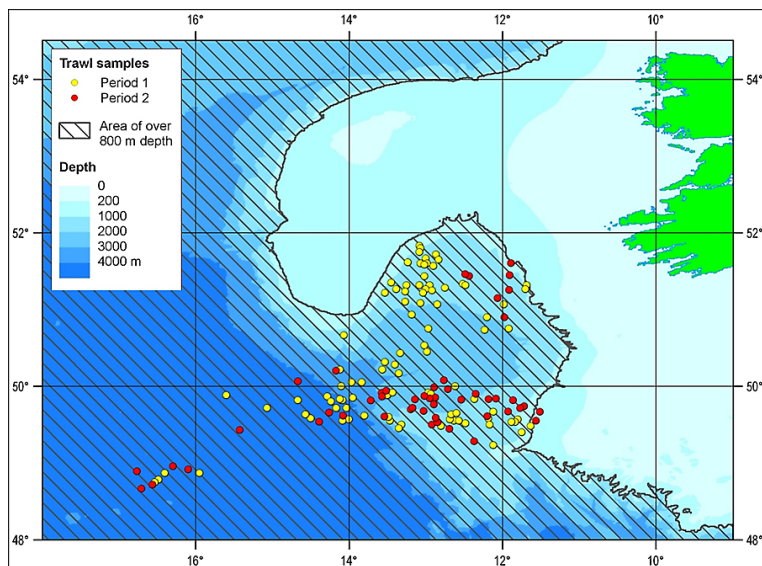 16° 14° 12° 10°
54° 54°
Trawl samples
Period 1
Period 2
Area of over
800 m depth
Depth
0
200
1000
2000
3000
4000 m
52° 52°
50° 50°
48° 48°
16° 14° 12° 10°